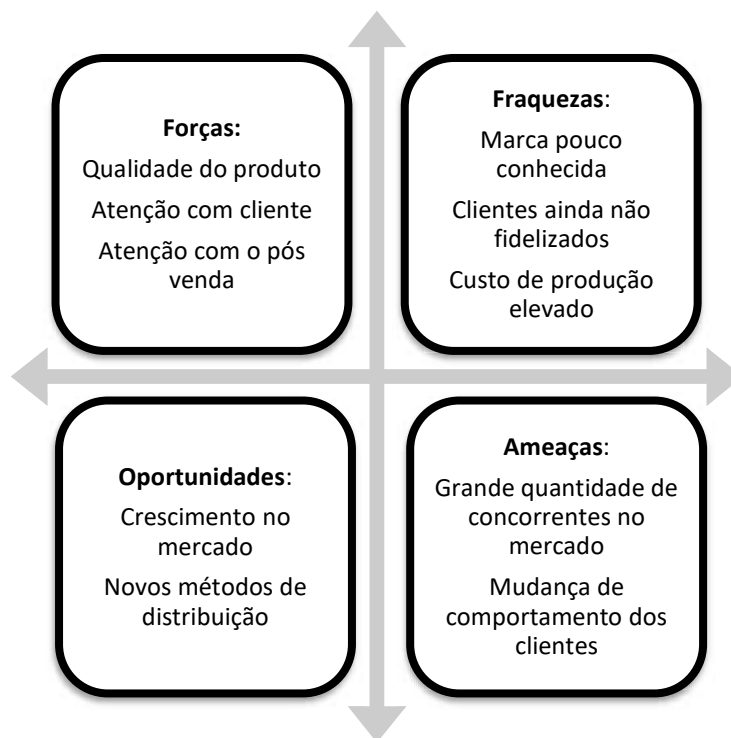 Forças:
Qualidade do produto
Atenção com cliente
Atenção com o pós
venda
Fraquezas:
Marca pouco
conhecida
Clientes ainda não
fidelizados
Custo de produção
elevado
Oportunidades:
Crescimento no
mercado
Novos métodos de
distribuição
Ameaças:
Grande quantidade de
concorrentes no
mercado
Mudança de
comportamento dos
clientes